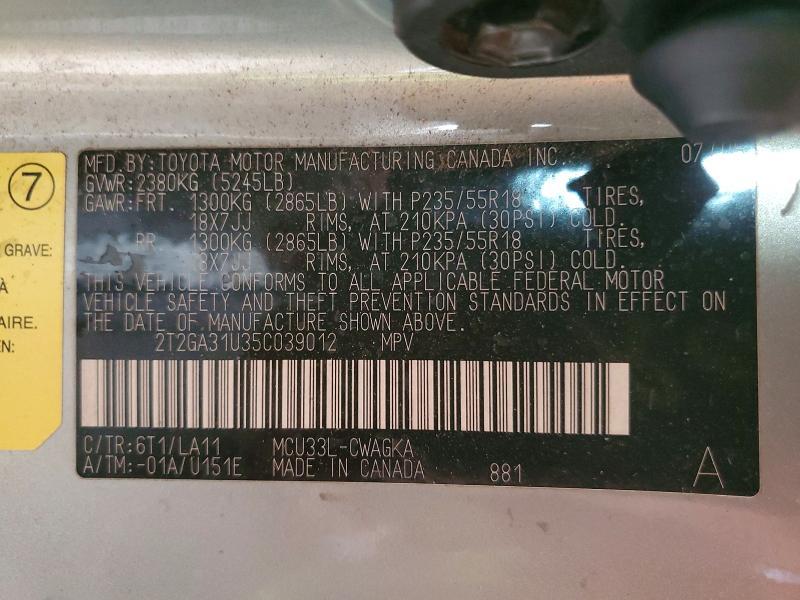 7
GRAVE:
À
AIRE.
EN:
MFD. BY: TOYOTA MOTOR MANUFACTURING CANADA INC. 07/
GVWR: 2380KG (5245LB)
GAWR: FRT. 1300KG (2865LB) WITH P235/55R18 TIRES,
18X7JJ RIMS, AT 210KPA (30PSI) COLD.
RR 1300KG (2865LB) WITH P235/55R18 TIRES,
18X7JJ RIMS, AT 210KPA (30PSI) COLD.
THIS VEHICLE CONFORMS TO ALL APPLICABLE FEDERAL MOTOR
VEHICLE SAFETY AND THEFT PREVENTION STANDARDS IN EFFECT ON
THE DATE OF MANUFACTURE SHOWN ABOVE.
2T2GA31U35C039012 MPV
C/TR: 6T1/LA11 MCU33L-CWAGKA
A/TM: -01A/U151E MADE IN CANADA 881 A